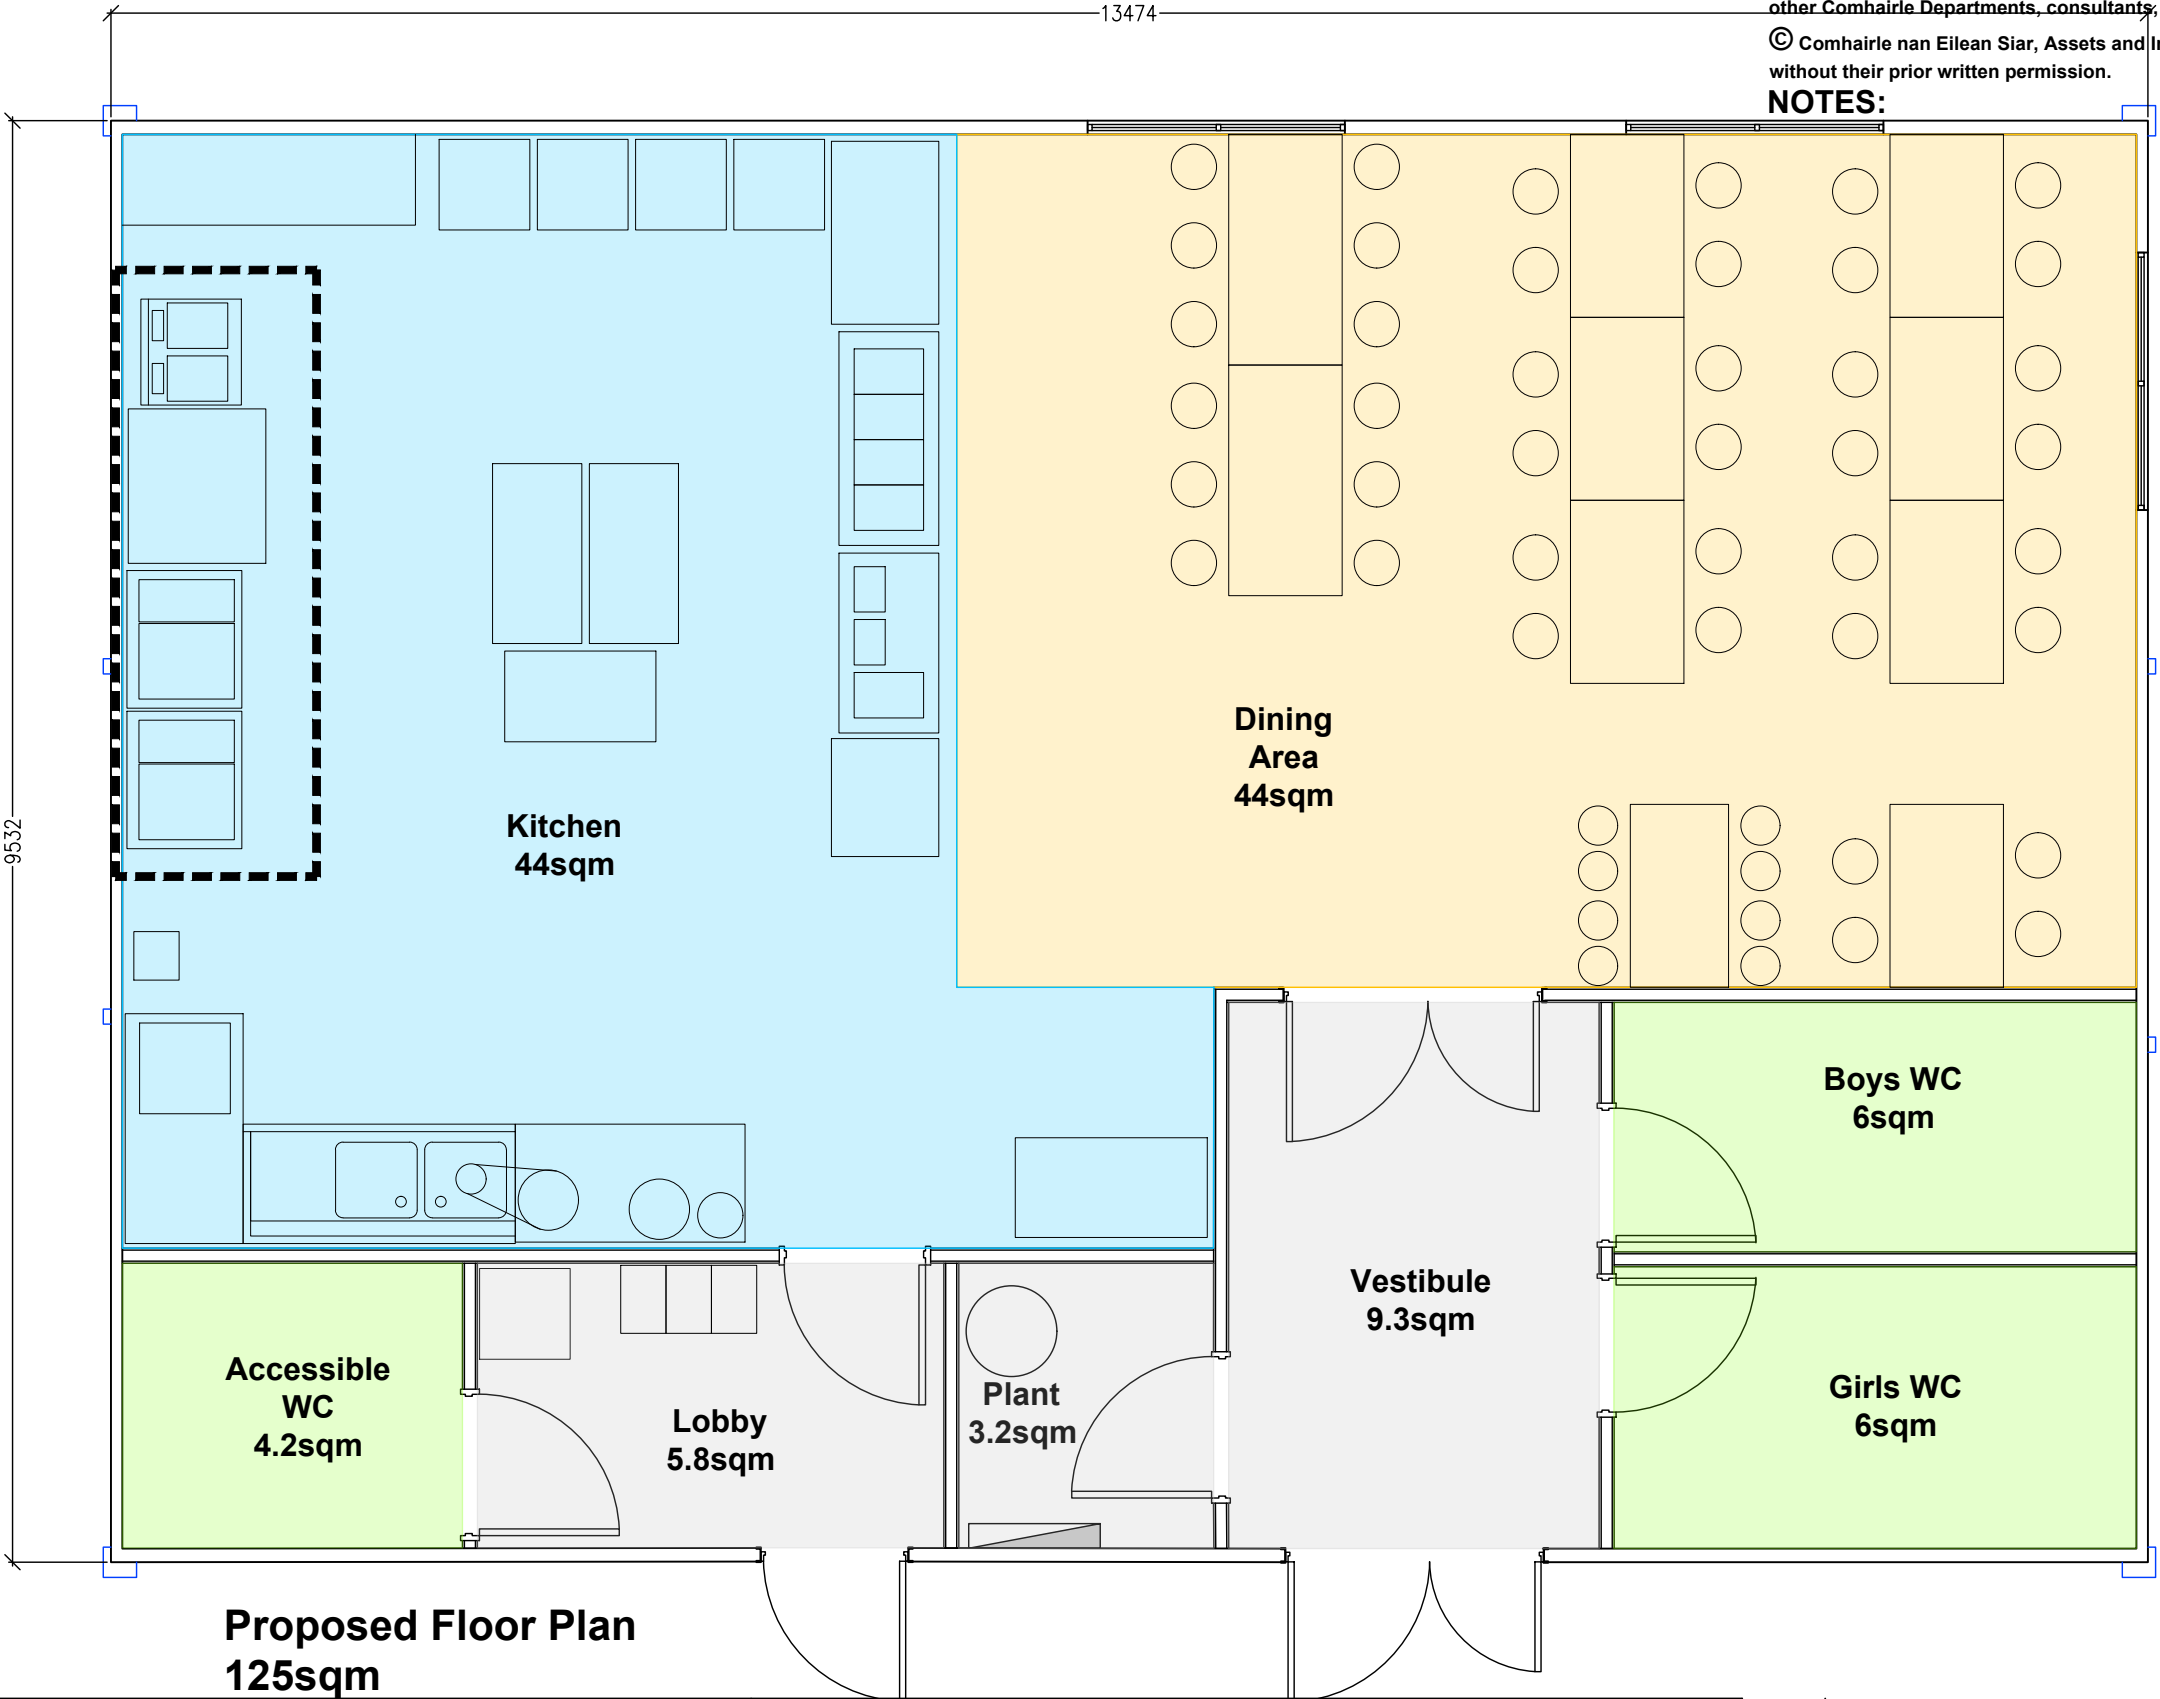 13474
other Comhairle Departments, consultants,
© Comhairle nan Eilean Siar, Assets and
without their prior written permission.
NOTES:
9532
Dining
Area
44sqm
Kitchen
44sqm
Boys WC
6sqm
Vestibule
9.3sqm
Accessible
WC
4.2sqm
Lobby
5.8sqm
Plant
3.2sqm
Girls WC
6sqm
Proposed Floor Plan
125sqm